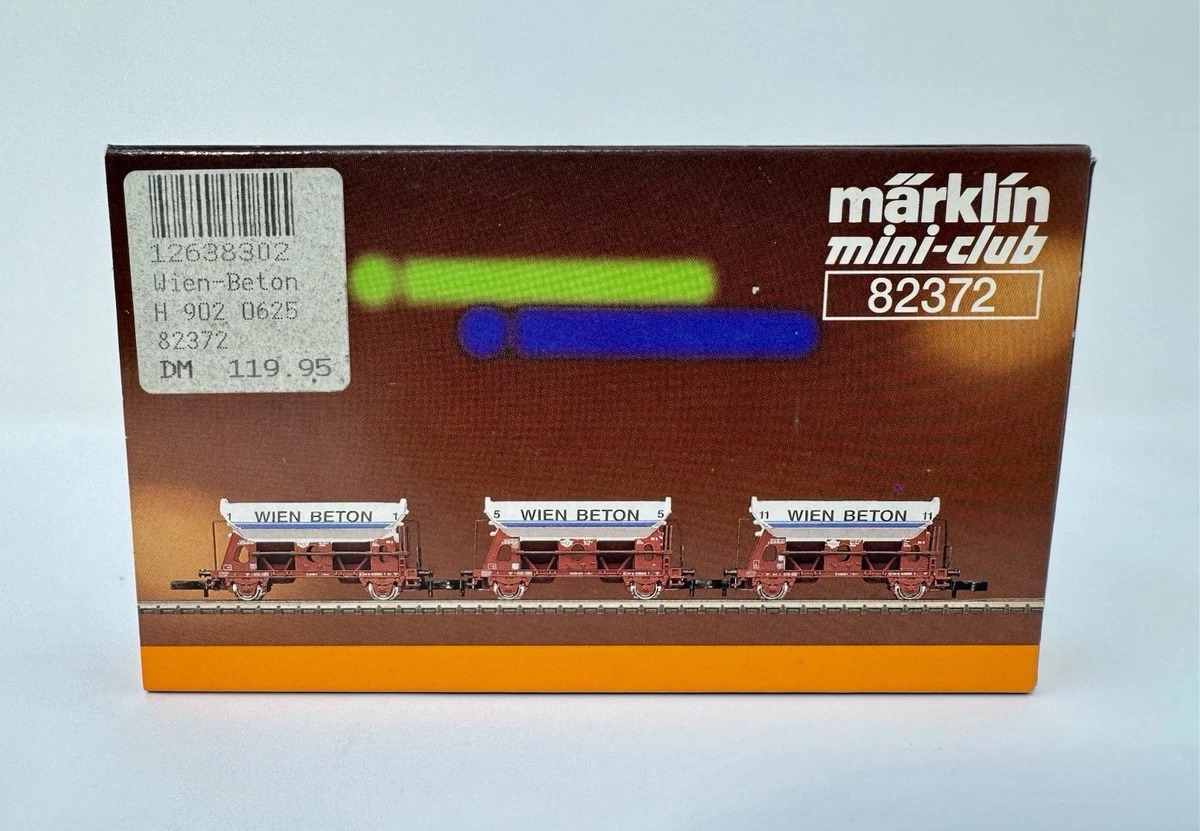 12638302
Wien-Beton
H 902 0625
82372
DM 119.95
märklin
mini-club
82372
1 WIEN BETON 1
5 WIEN BETON 5
11 WIEN BETON 11